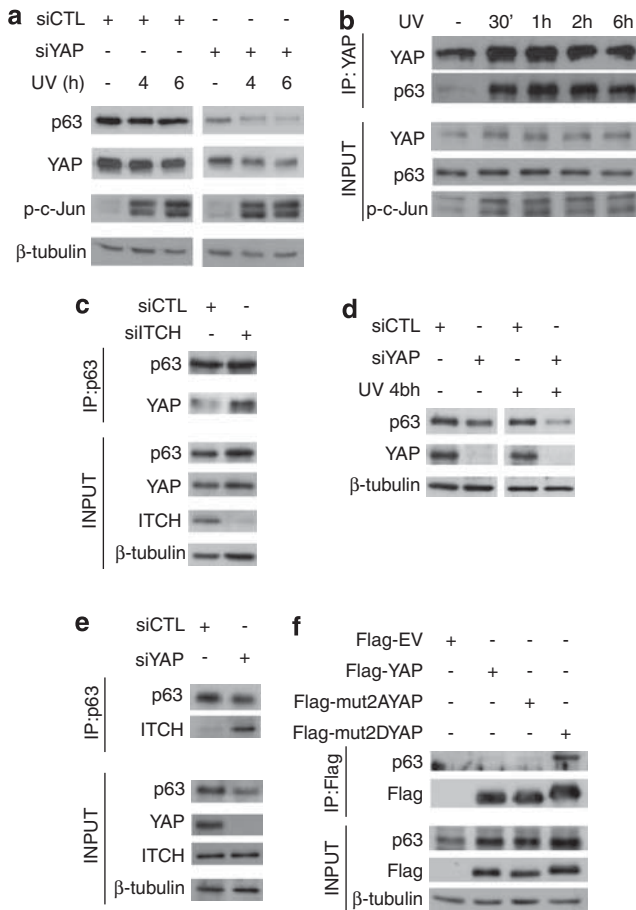 a
siCTL + + + - - -
siYAP - - - + + +
UV (h) - 4 6 - 4 6
p63
YAP
p-c-Jun
β-tubulin
b
UV - 30' 1h 2h 6h
IP: YAP
YAP
p63
INPUT
YAP
p63
p-c-Jun
c
siCTL + -
siITCH - +
IP:p63
p63
YAP
INPUT
p63
YAP
ITCH
β-tubulin
d
siCTL + - + -
siYAP - + - +
UV 4bh - - + +
p63
YAP
β-tubulin
e
siCTL + -
siYAP - +
IP:p63
p63
ITCH
INPUT
p63
YAP
ITCH
β-tubulin
f
Flag-EV + - - -
Flag-YAP - + - -
Flag-mut2AYAP - - + -
Flag-mut2DYAP - - - +
IP:Flag
p63
Flag
INPUT
p63
Flag
β-tubulin